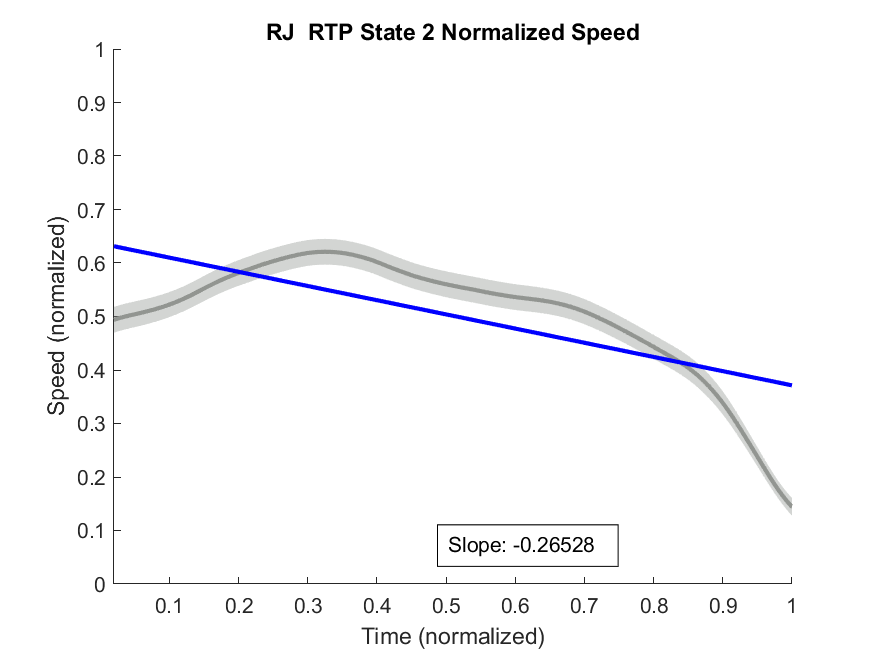 RJ  RTP State 2 Normalized Speed
1
0.9
0.8
0.7
0.6
0.5
0.4
0.3
0.2
0.1
0
Speed (normalized)
Slope: -0.26528
0.1 0.2 0.3 0.4 0.5 0.6 0.7 0.8 0.9 1
Time (normalized)